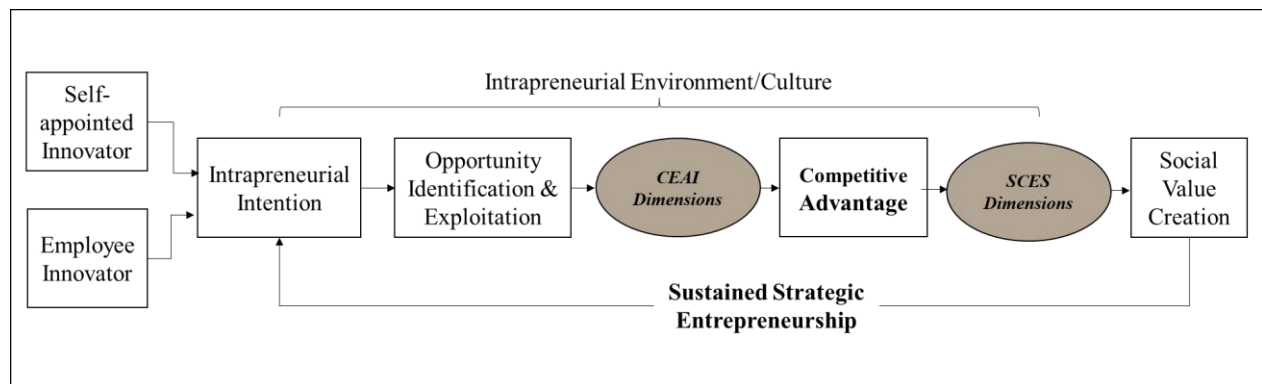 Intrapreneurial Environment/Culture
Self-
appointed
Innovator
Employee
Innovator
Intrapreneurial
Intention
Opportunity
Identification &
Exploitation
CEAI
Dimensions
Competitive
Advantage
SCES
Dimensions
Social
Value
Creation
Sustained Strategic
Entrepreneurship